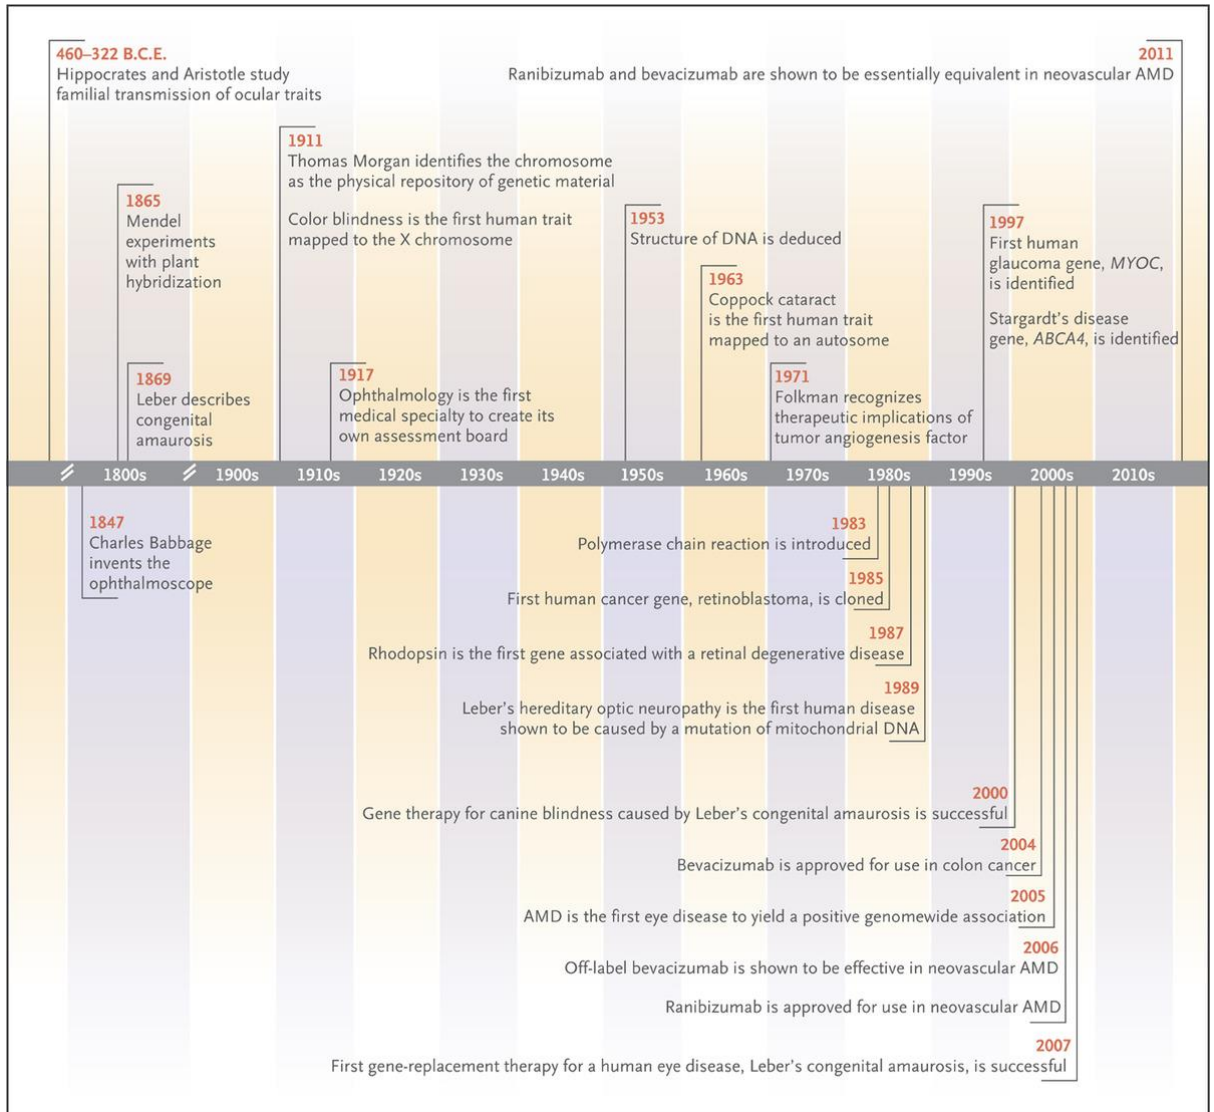 460–322 B.C.E.
Hippocrates and Aristotle study
familial transmission of ocular traits
2011
Ranibizumab and bevacizumab are shown to be essentially equivalent in neovascular AMD
1911
Thomas Morgan identifies the chromosome
as the physical repository of genetic material
Color blindness is the first human trait
mapped to the X chromosome
1865
Mendel
experiments
with plant
hybridization
1953
Structure of DNA is deduced
1997
First human
glaucoma gene, MYOC,
is identified
Stargardt’s disease
gene, ABCA4, is identified
1963
Coppock cataract
is the first human trait
mapped to an autosome
1869
Leber describes
congenital
amaurosis
1917
Ophthalmology is the first
medical specialty to create its
own assessment board
1971
Folkman recognizes
therapeutic implications of
tumor angiogenesis factor
1800s 1900s 1910s 1920s 1930s 1940s 1950s 1960s 1970s 1980s 1990s 2000s 2010s
1847
Charles Babbage
invents the
ophthalmoscope
1983
Polymerase chain reaction is introduced
1985
First human cancer gene, retinoblastoma, is cloned
1987
Rhodopsin is the first gene associated with a retinal degenerative disease
1989
Leber’s hereditary optic neuropathy is the first human disease
shown to be caused by a mutation of mitochondrial DNA
2000
Gene therapy for canine blindness caused by Leber’s congenital amaurosis is successful
2004
Bevacizumab is approved for use in colon cancer
2005
AMD is the first eye disease to yield a positive genomewide association
2006
Off-label bevacizumab is shown to be effective in neovascular AMD
Ranibizumab is approved for use in neovascular AMD
2007
First gene-replacement therapy for a human eye disease, Leber’s congenital amaurosis, is successful